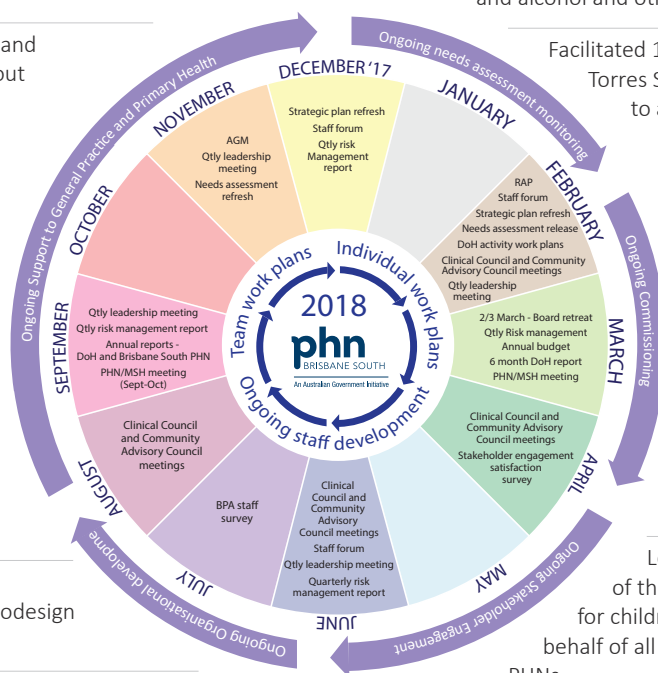 and alcohol and oth
and
out
Facilitated 1
Torres S
to a
Ongoing Support to General Practice and Primary Health
Ongoing needs assessment monitoring
Ongoing Commissioning
Ongoing Stakeholder Engagement
Ongoing Organisational developme
DECEMBER '17
Strategic plan refresh
Staff forum
Qtly risk
Management
report
JANUARY
FEBRUARY
RAP
Staff forum
Strategic plan refresh
Needs assessment release
DoH activity work plans
Clinical Council and Community
Advisory Council meetings
Qtly leadership
meeting
MARCH
2/3 March - Board retreat
Qtly Risk management
Annual budget
6 month DoH report
PHN/MSH meeting
APRIL
Clinical Council and
Community Advisory
Council meetings
Stakeholder engagement
satisfaction
survey
MAY
JUNE
Clinical
Council and
Community
Advisory
Council meetings
Staff forum
Qtly leadership meeting
Quarterly risk
management report
JULY
BPA staff
survey
AUGUST
Clinical Council
and Community
Advisory Council
meetings
SEPTEMBER
Qtly leadership meeting
Qtly risk management report
Annual reports -
DoH and Brisbane South PHN
PHN/MSH meeting
(Sept-Oct)
OCTOBER
NOVEMBER
AGM
Qtly leadership
meeting
Needs assessment
refresh
Team work plans
Individual work plans
Ongoing staff development
2018
phn
BRISBANE SOUTH
An Australian Government Initiative
odesign
L
of th
for childr
behalf of all
PHNs